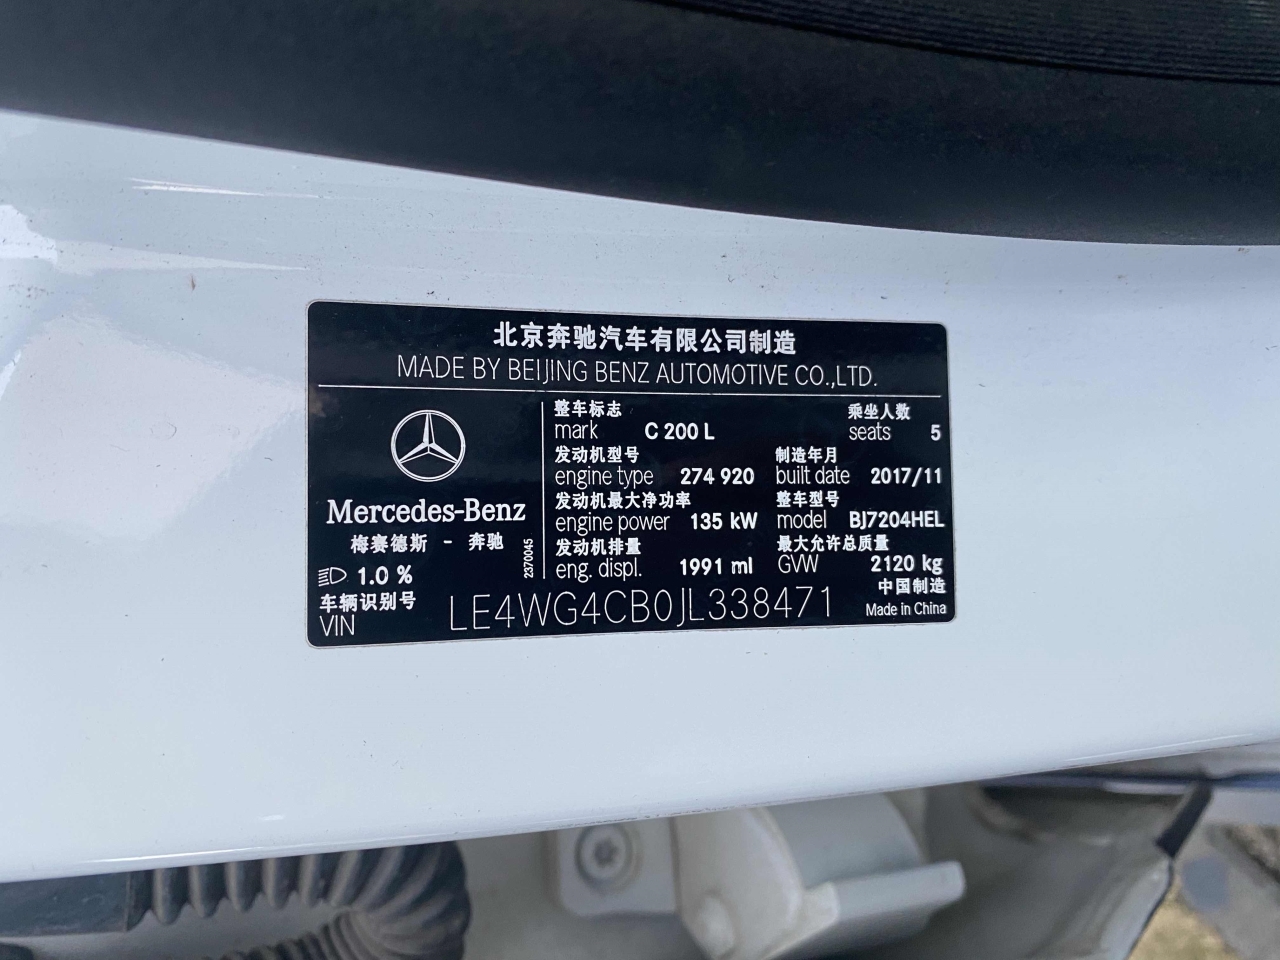 北京奔驰汽车有限公司制造
MADE BY BEIJING BENZ AUTOMOTIVE CO.,LTD.
Mercedes-Benz
梅赛德斯 - 奔驰
1.0 %
2370045
整车标志 乘坐人数
mark C 200 L seats 5
发动机型号 制造年月
engine type 274 920 built date 2017/11
发动机最大净功率 整车型号
engine power 135 kW model BJ7204HEL
发动机排量 最大允许总质量
eng. displ. 1991 ml GVW 2120 kg
车辆识别号 中国制造
VIN LE4WG4CB0JL338471 Made in China